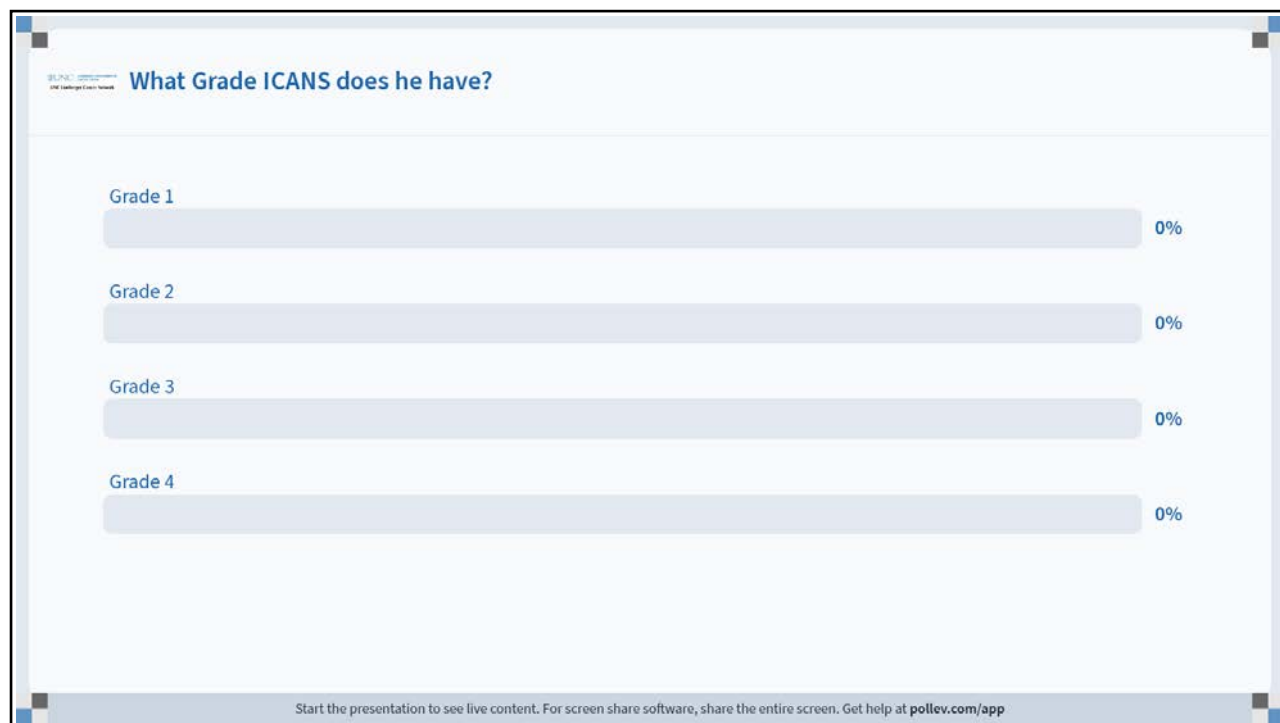 What Grade ICANS does he have?
Grade 1
0%
Grade 2
0%
Grade 3
0%
Grade 4
0%
Start the presentation to see live content. For screen share software, share the entire screen. Get help at pollev.com/app